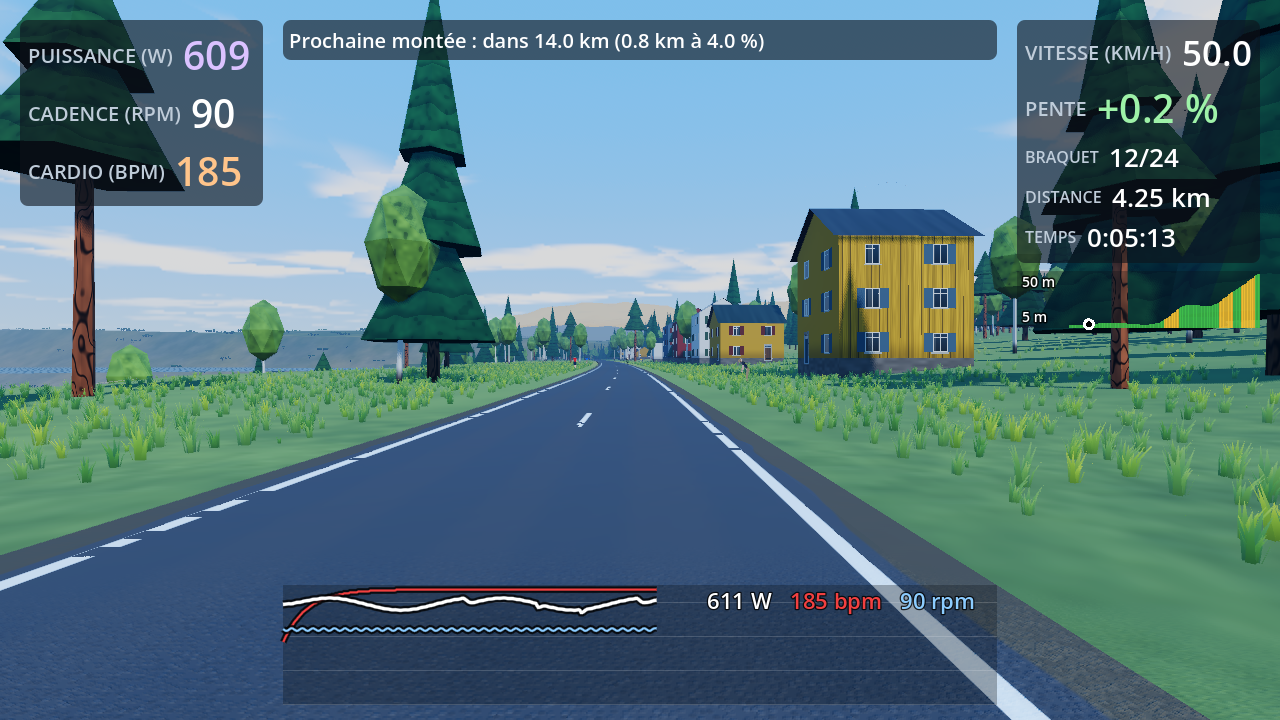 PUISSANCE (W) 609
CADENCE (RPM) 90
CARDIO (BPM) 185
Prochaine montée : dans 14.0 km (0.8 km à 4.0 %)
VITESSE (KM/H) 50.0
PENTE +0.2 %
BRAQUET 12/24
DISTANCE 4.25 km
TEMPS 0:05:13
50 m
5 m
611 W 185 bpm 90 rpm